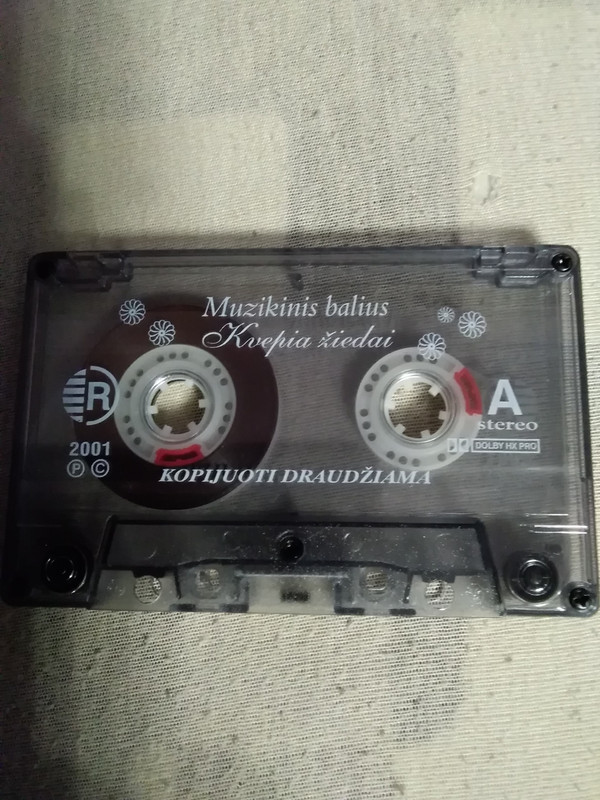 Muzikinis balius
Kvepia žiedai
R
2001
Ⓟ ©
A
stereo
DOLBY HX PRO
KOPIJUOTI DRAUDŽIAMA